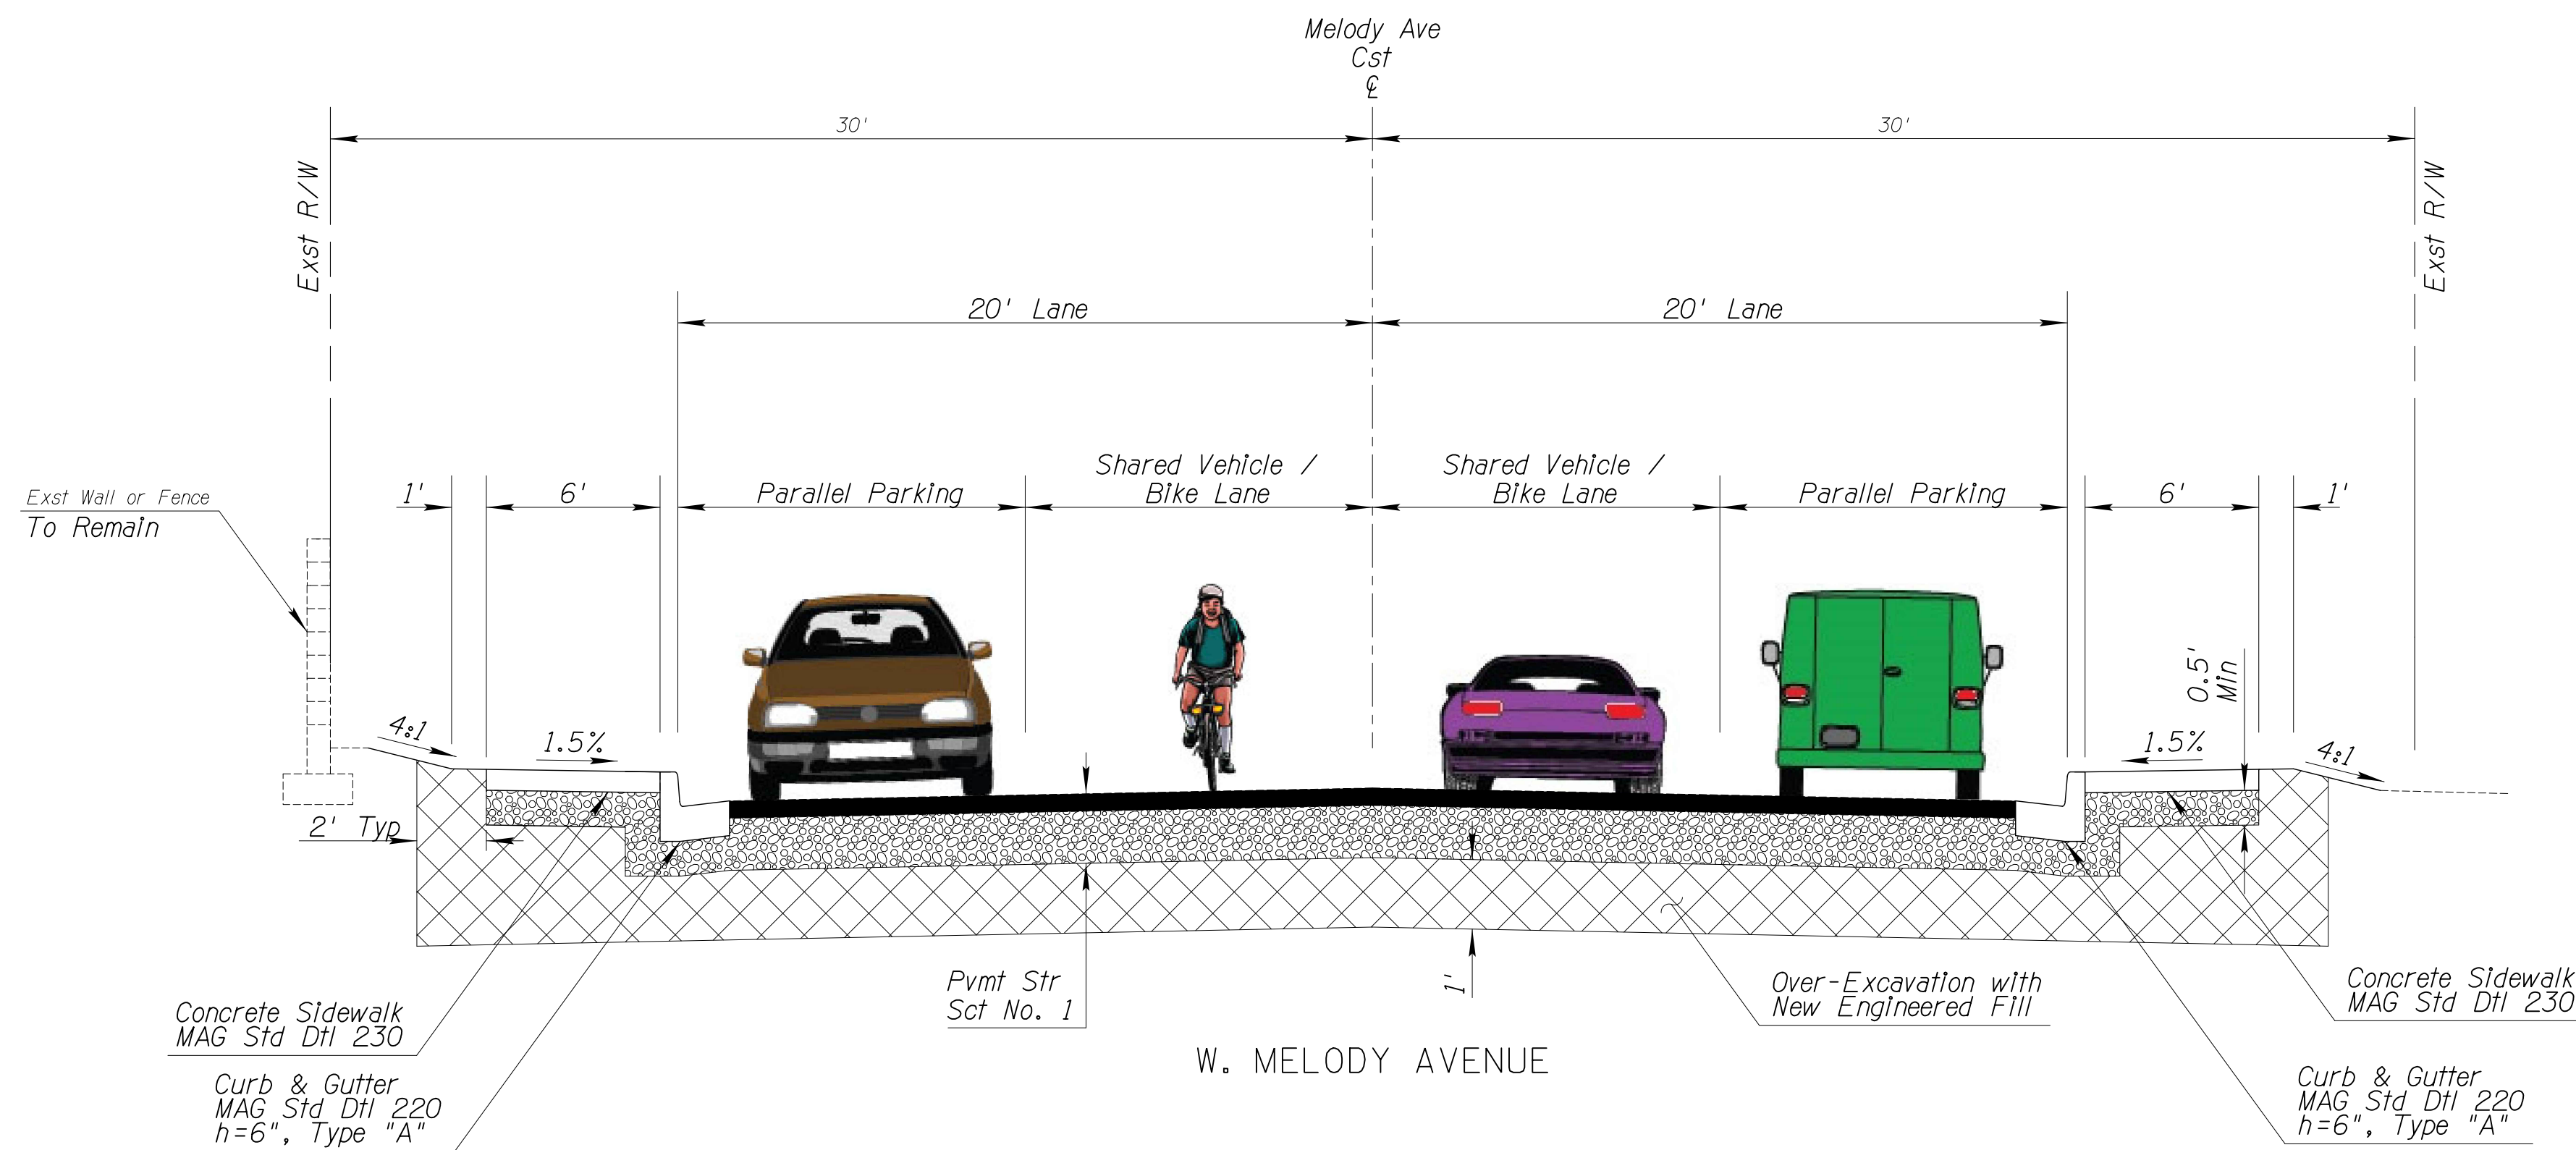 Melody Ave
Cst
℄
30'
30'
Exst R/W
Exst R/W
20' Lane
20' Lane
Exst Wall or Fence
To Remain
1'
6'
Parallel Parking
Shared Vehicle /
Bike Lane
Shared Vehicle /
Bike Lane
Parallel Parking
6'
1'
0.5'
Min
4:1
1.5%
1.5%
4:1
2' Typ
Concrete Sidewalk
MAG Std Dtl 230
Curb & Gutter
MAG Std Dtl 220
h=6", Type "A"
Pvmt Str
Sct No. 1
1'
Over-Excavation with
New Engineered Fill
Concrete Sidewalk
MAG Std Dtl 230
Curb & Gutter
MAG Std Dtl 220
h=6", Type "A"
W. MELODY AVENUE